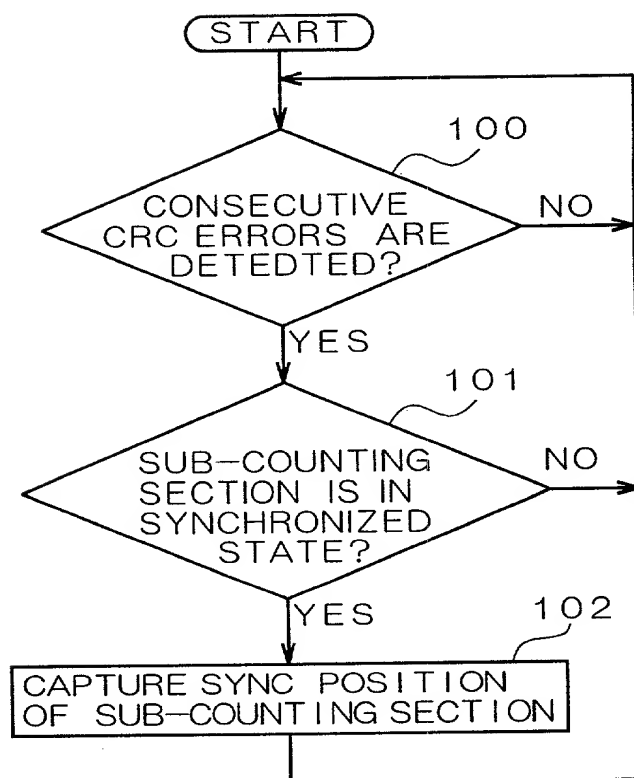 START
100
CONSECUTIVE
CRC ERRORS ARE
DETEDTED?
NO
YES
101
SUB-COUNTING
SECTION IS IN
SYNCHRONIZED
STATE?
NO
YES
102
CAPTURE SYNC POSITION
OF SUB-COUNTING SECTION